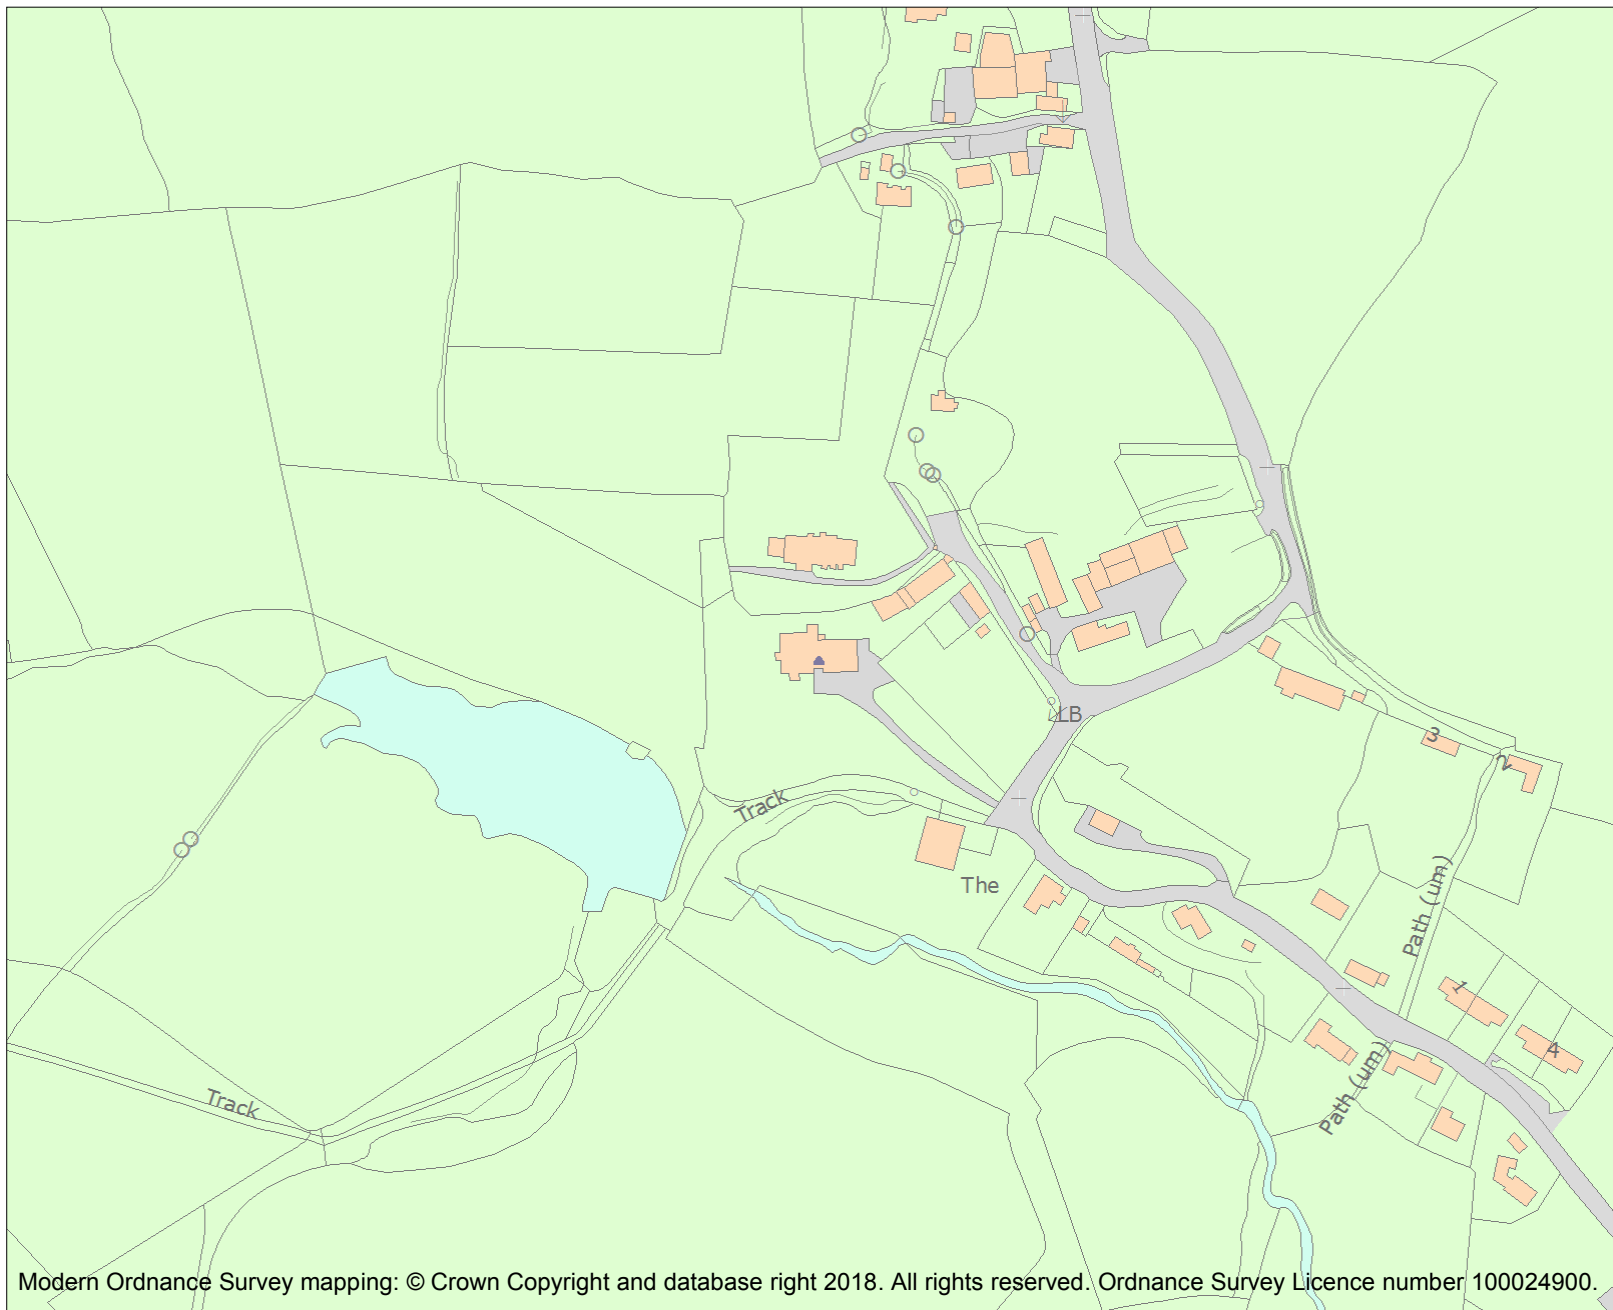 LB
3
2
Track
The
Path (um)
1
4
Path (um)
Track
Modern Ordnance Survey mapping: © Crown Copyright and database right 2018. All rights reserved. Ordnance Survey Licence number 100024900.